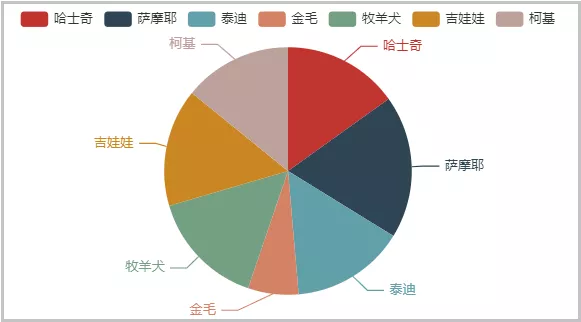 哈士奇 萨摩耶 泰迪 金毛 牧羊犬 吉娃娃 柯基
柯基
哈士奇
吉娃娃
萨摩耶
牧羊犬
泰迪
金毛